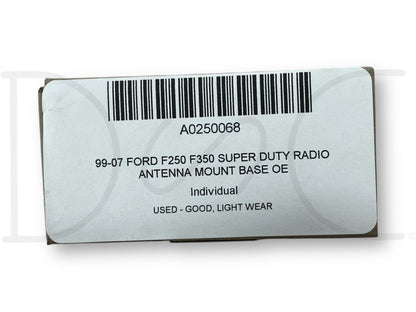 A0250068
99-07 FORD F250 F350 SUPER DUTY RADIO
ANTENNA MOUNT BASE OE
Individual
USED - GOOD, LIGHT WEAR